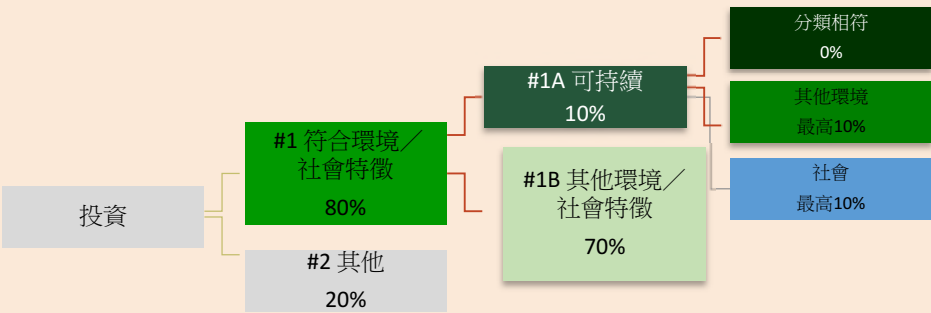 投資
#1 符合環境／
社會特徵
80%
#2 其他
20%
#1A 可持續
10%
#1B 其他環境／
社會特徵
70%
分類相符
0%
其他環境
最高10%
社會
最高10%